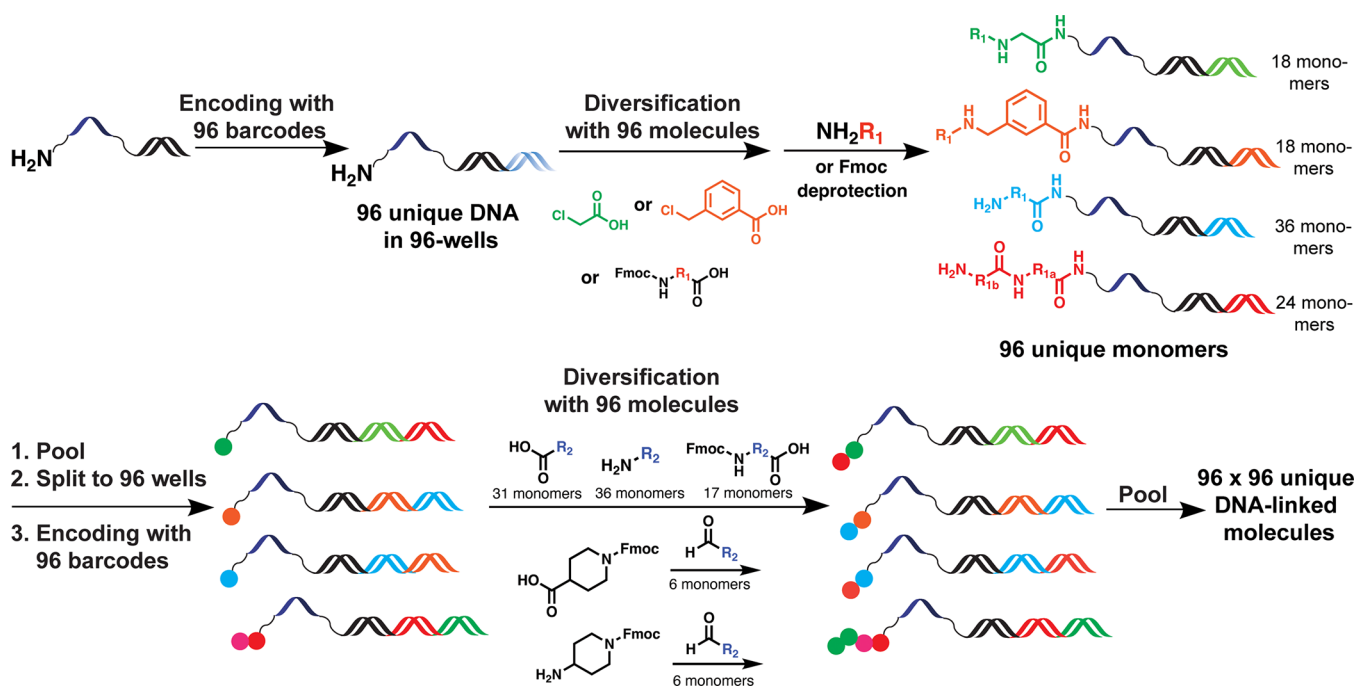 H₂N
Encoding with
96 barcodes
H₂N
96 unique DNA
in 96-wells
Diversification
with 96 molecules
Cl
O
OH
or
Cl
OH
O
or
Fmoc
N
H
R₁
OH
O
NH₂R₁
or Fmoc
deprotection
R₁
N
H
O
H
N
18 mono-
mers
H
N
R₁
O
H
N
18 mono-
mers
H₂N
R₁
O
H
N
36 mono-
mers
H₂N
R₁b
O
N
H
R₁a
O
H
N
24 mono-
mers
96 unique monomers
1. Pool
2. Split to 96 wells
3. Encoding with
96 barcodes
Diversification
with 96 molecules
HO
R₂
O
31 monomers
H₂N
R₂
36 monomers
Fmoc
N
H
R₂
OH
O
17 monomers
Fmoc
N
HO
O
O
H
R₂
6 monomers
Fmoc
N
H₂N
O
H
R₂
6 monomers
Pool
96 x 96 unique
DNA-linked
molecules